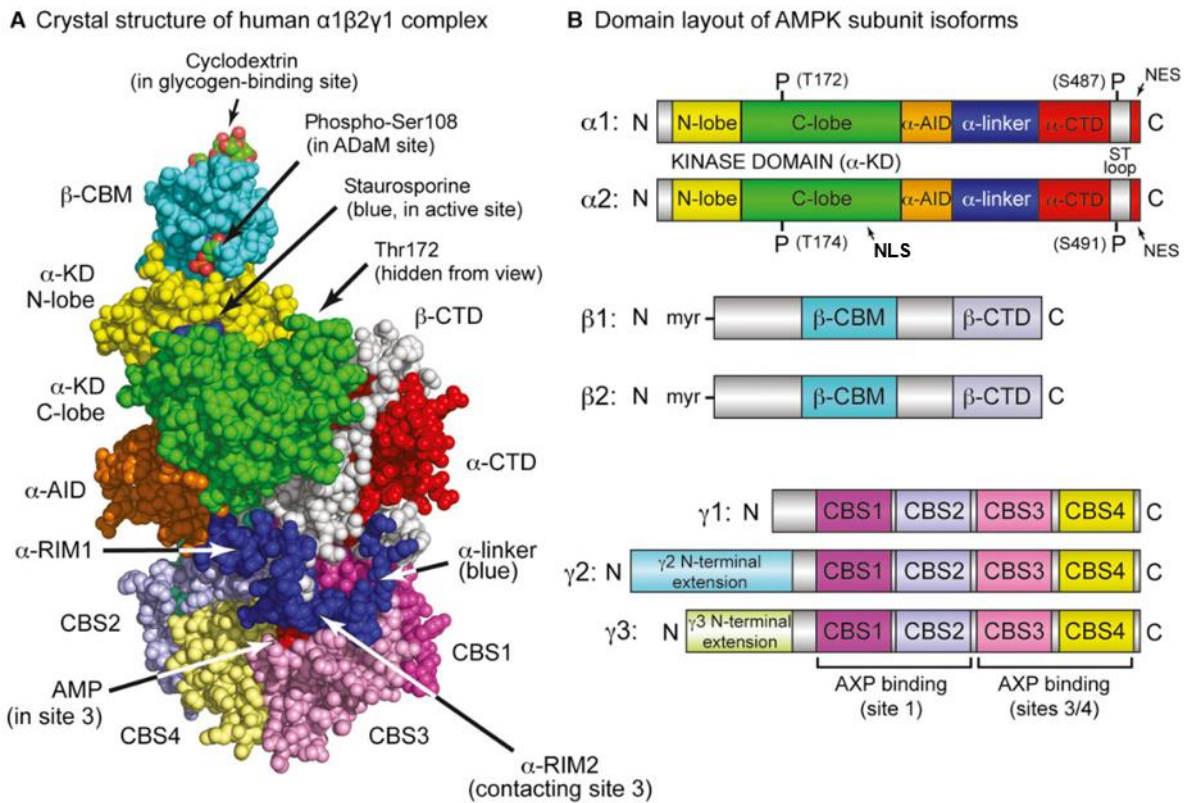 A Crystal structure of human α1β2γ1 complex
Cyclodextrin
(in glycogen-binding site)
Phospho-Ser108
(in ADaM site)
β-CBM
Staurosporine
(blue, in active site)
Thr172
(hidden from view)
α-KD
N-lobe
β-CTD
α-KD
C-lobe
α-CTD
α-AID
α-RIM1
α-linker
(blue)
CBS2
CBS1
AMP
(in site 3)
CBS4
CBS3
α-RIM2
(contacting site 3)
B Domain layout of AMPK subunit isoforms
P (T172)
(S487) P
NES
α1: N N-lobe C-lobe α-AID α-linker α-CTD C
KINASE DOMAIN (α-KD)
ST
loop
α2: N N-lobe C-lobe α-AID α-linker α-CTD C
P (T174)
NLS
(S491) P
NES
β1: N myr β-CBM β-CTD C
β2: N myr β-CBM β-CTD C
γ1: N CBS1 CBS2 CBS3 CBS4 C
γ2: N γ2 N-terminal
extension CBS1 CBS2 CBS3 CBS4 C
γ3: N γ3 N-terminal
extension CBS1 CBS2 CBS3 CBS4 C
AXP binding
(site 1)
AXP binding
(sites 3/4)